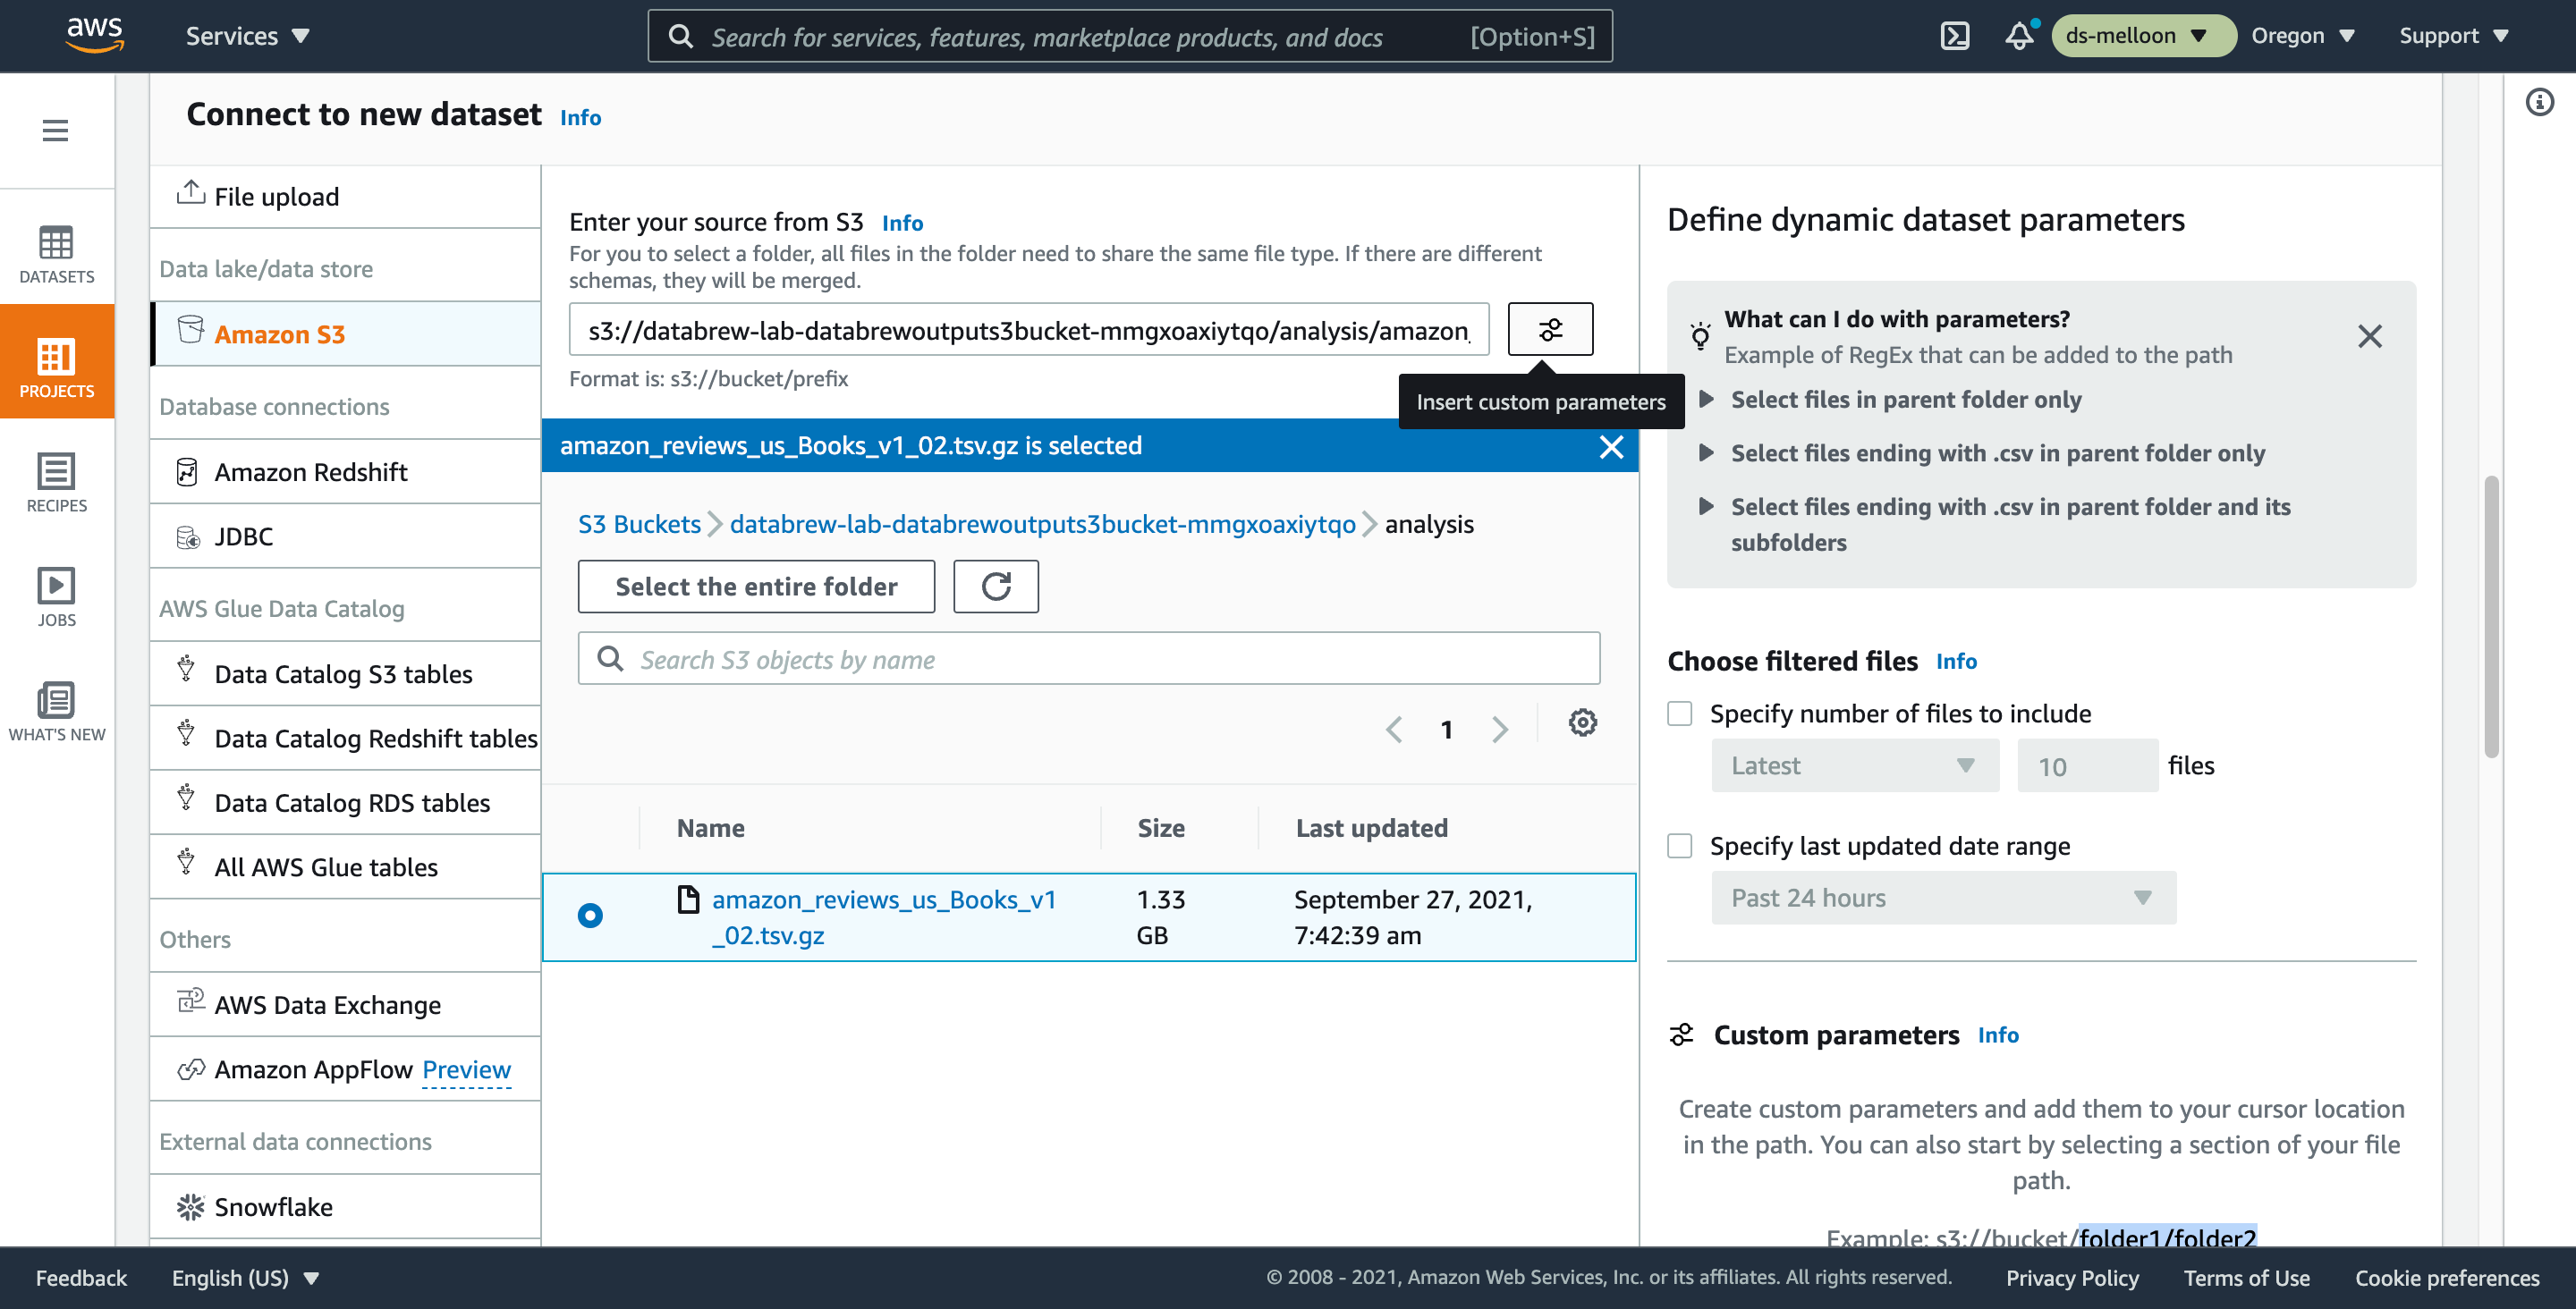 aws
Services
Search for services, features, marketplace products, and docs
[Option+S]
ds-melloon
Oregon
Support
Connect to new dataset Info
DATASETS
PROJECTS
RECIPES
JOBS
WHAT'S NEW
File upload
Data lake/data store
Amazon S3
Database connections
Amazon Redshift
JDBC
AWS Glue Data Catalog
Data Catalog S3 tables
Data Catalog Redshift tables
Data Catalog RDS tables
All AWS Glue tables
Others
AWS Data Exchange
Amazon AppFlow Preview
External data connections
Snowflake
Enter your source from S3 Info
For you to select a folder, all files in the folder need to share the same file type. If there are different
schemas, they will be merged.
s3://databrew-lab-databrewoutputs3bucket-mmgxoaxiytqo/analysis/amazon_
Format is: s3://bucket/prefix
Insert custom parameters
amazon_reviews_us_Books_v1_02.tsv.gz is selected
S3 Buckets databrew-lab-databrewoutputs3bucket-mmgxoaxiytqo analysis
Select the entire folder
Search S3 objects by name
1
Name Size Last updated
amazon_reviews_us_Books_v1 1.33 September 27, 2021,
_02.tsv.gz GB 7:42:39 am
Define dynamic dataset parameters
What can I do with parameters?
Example of RegEx that can be added to the path
Select files in parent folder only
Select files ending with .csv in parent folder only
Select files ending with .csv in parent folder and its
subfolders
Choose filtered files Info
Specify number of files to include
Latest 10 files
Specify last updated date range
Past 24 hours
Custom parameters Info
Create custom parameters and add them to your cursor location
in the path. You can also start by selecting a section of your file
path.
Example: s3://bucket/folder1/folder2
Feedback
English (US)
© 2008 - 2021, Amazon Web Services, Inc. or its affiliates. All rights reserved.
Privacy Policy
Terms of Use
Cookie preferences